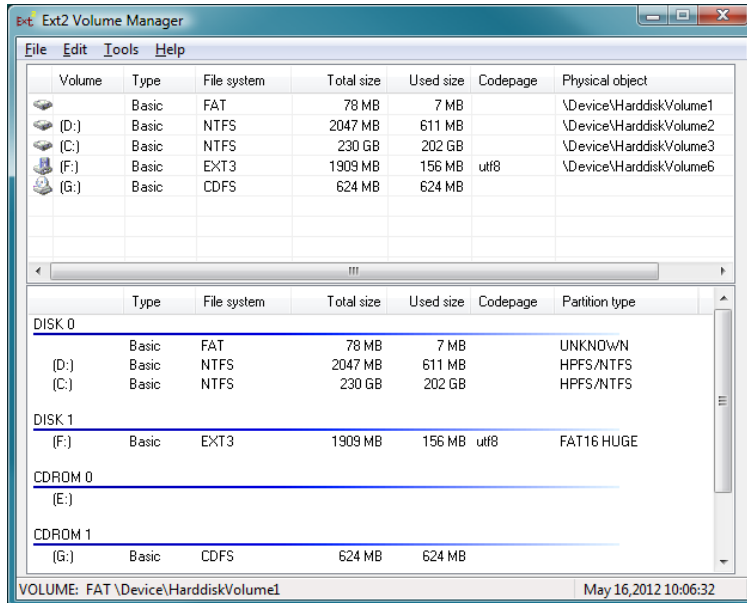 Ext2 Ext2 Volume Manager
File Edit Tools Help
Volume Type File system Total size Used size Codepage Physical object
Basic FAT 78 MB 7 MB \Device\HarddiskVolume1
(D:) Basic NTFS 2047 MB 611 MB \Device\HarddiskVolume2
(C:) Basic NTFS 230 GB 202 GB \Device\HarddiskVolume3
(F:) Basic EXT3 1909 MB 156 MB utf8 \Device\HarddiskVolume6
(G:) Basic CDFS 624 MB 624 MB
Type File system Total size Used size Codepage Partition type
DISK 0
Basic FAT 78 MB 7 MB UNKNOWN
(D:) Basic NTFS 2047 MB 611 MB HPFS/NTFS
(C:) Basic NTFS 230 GB 202 GB HPFS/NTFS
DISK 1
(F:) Basic EXT3 1909 MB 156 MB utf8 FAT16 HUGE
CDROM 0
(E:)
CDROM 1
(G:) Basic CDFS 624 MB 624 MB
VOLUME: FAT \Device\HarddiskVolume1 May 16,2012 10:06:32